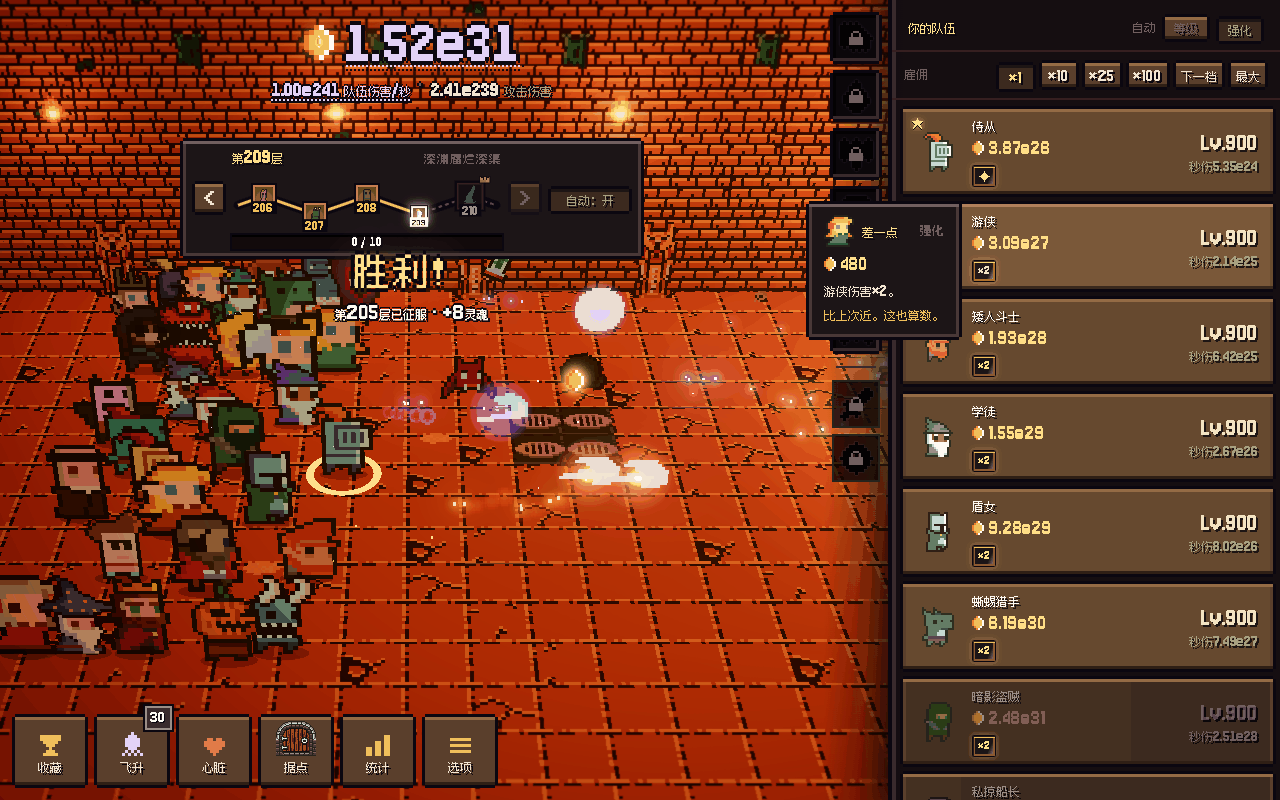 1.52e31
1.00e241 队伍伤害/秒 · 2.41e239 攻击伤害
第209层
深渊腐烂深渠
206
207
208
209
210
自动: 开
0 / 10
胜利!
第205层已征服 · +8灵魂
差一点
强化
480
游侠伤害×2。
比上次近。这也算数。
30
收藏
飞升
心脏
据点
统计
选项
你的队伍
自动
等级
强化
雇佣
×1
×10
×25
×100
下一档
最大
侍从
3.87e28
Lv.900
秒伤5.35e24
游侠
3.09e27
×2
Lv.900
秒伤2.14e25
矮人斗士
1.93e28
×2
Lv.900
秒伤6.42e25
学徒
1.55e29
×2
Lv.900
秒伤2.67e26
盾女
9.28e29
×2
Lv.900
秒伤8.02e26
蜥蜴猎手
6.19e30
×2
Lv.900
秒伤7.49e27
暗影盗贼
2.48e31
×2
Lv.900
秒伤2.51e28
私掠船长